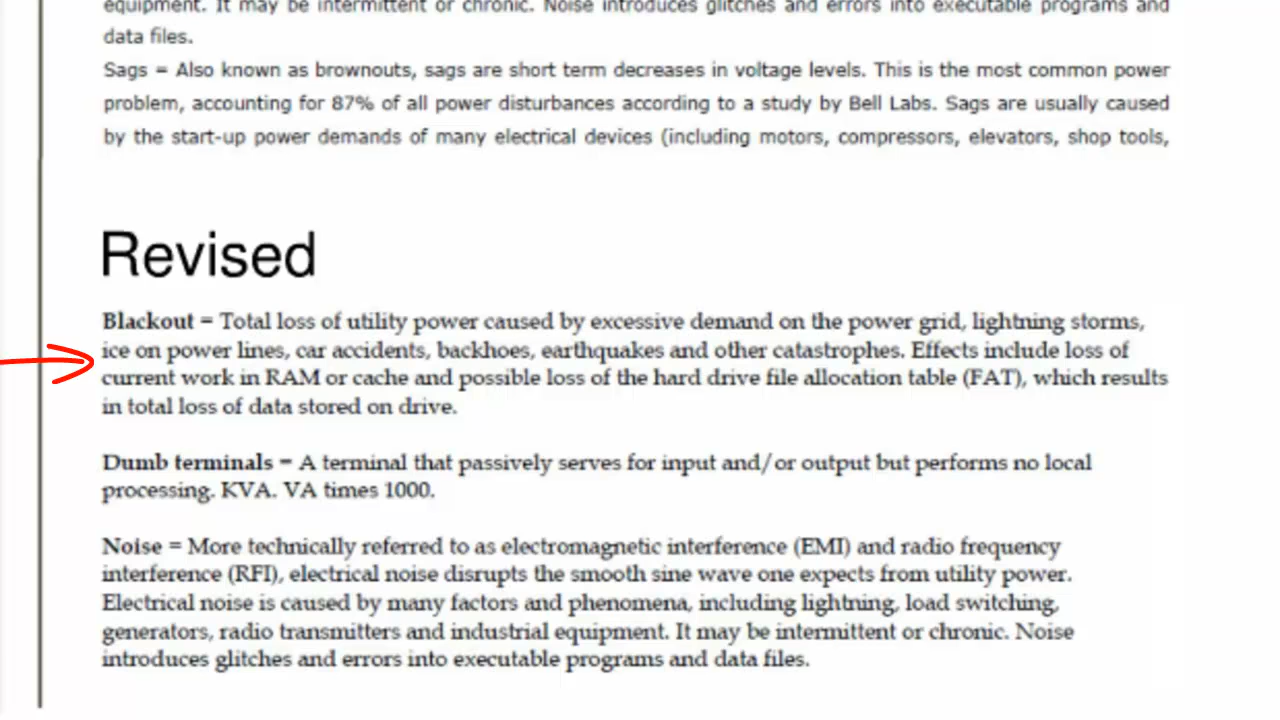 equipment. It may be intermittent or chronic. Noise introduces glitches and errors into executable programs and
data files.
Sags = Also known as brownouts, sags are short term decreases in voltage levels. This is the most common power
problem, accounting for 87% of all power disturbances according to a study by Bell Labs. Sags are usually caused
by the start-up power demands of many electrical devices (including motors, compressors, elevators, shop tools,
Revised
Blackout = Total loss of utility power caused by excessive demand on the power grid, lightning storms,
ice on power lines, car accidents, backhoes, earthquakes and other catastrophes. Effects include loss of
current work in RAM or cache and possible loss of the hard drive file allocation table (FAT), which results
in total loss of data stored on drive.
Dumb terminals = A terminal that passively serves for input and/or output but performs no local
processing. KVA. VA times 1000.
Noise = More technically referred to as electromagnetic interference (EMI) and radio frequency
interference (RFI), electrical noise disrupts the smooth sine wave one expects from utility power.
Electrical noise is caused by many factors and phenomena, including lightning, load switching,
generators, radio transmitters and industrial equipment. It may be intermittent or chronic. Noise
introduces glitches and errors into executable programs and data files.